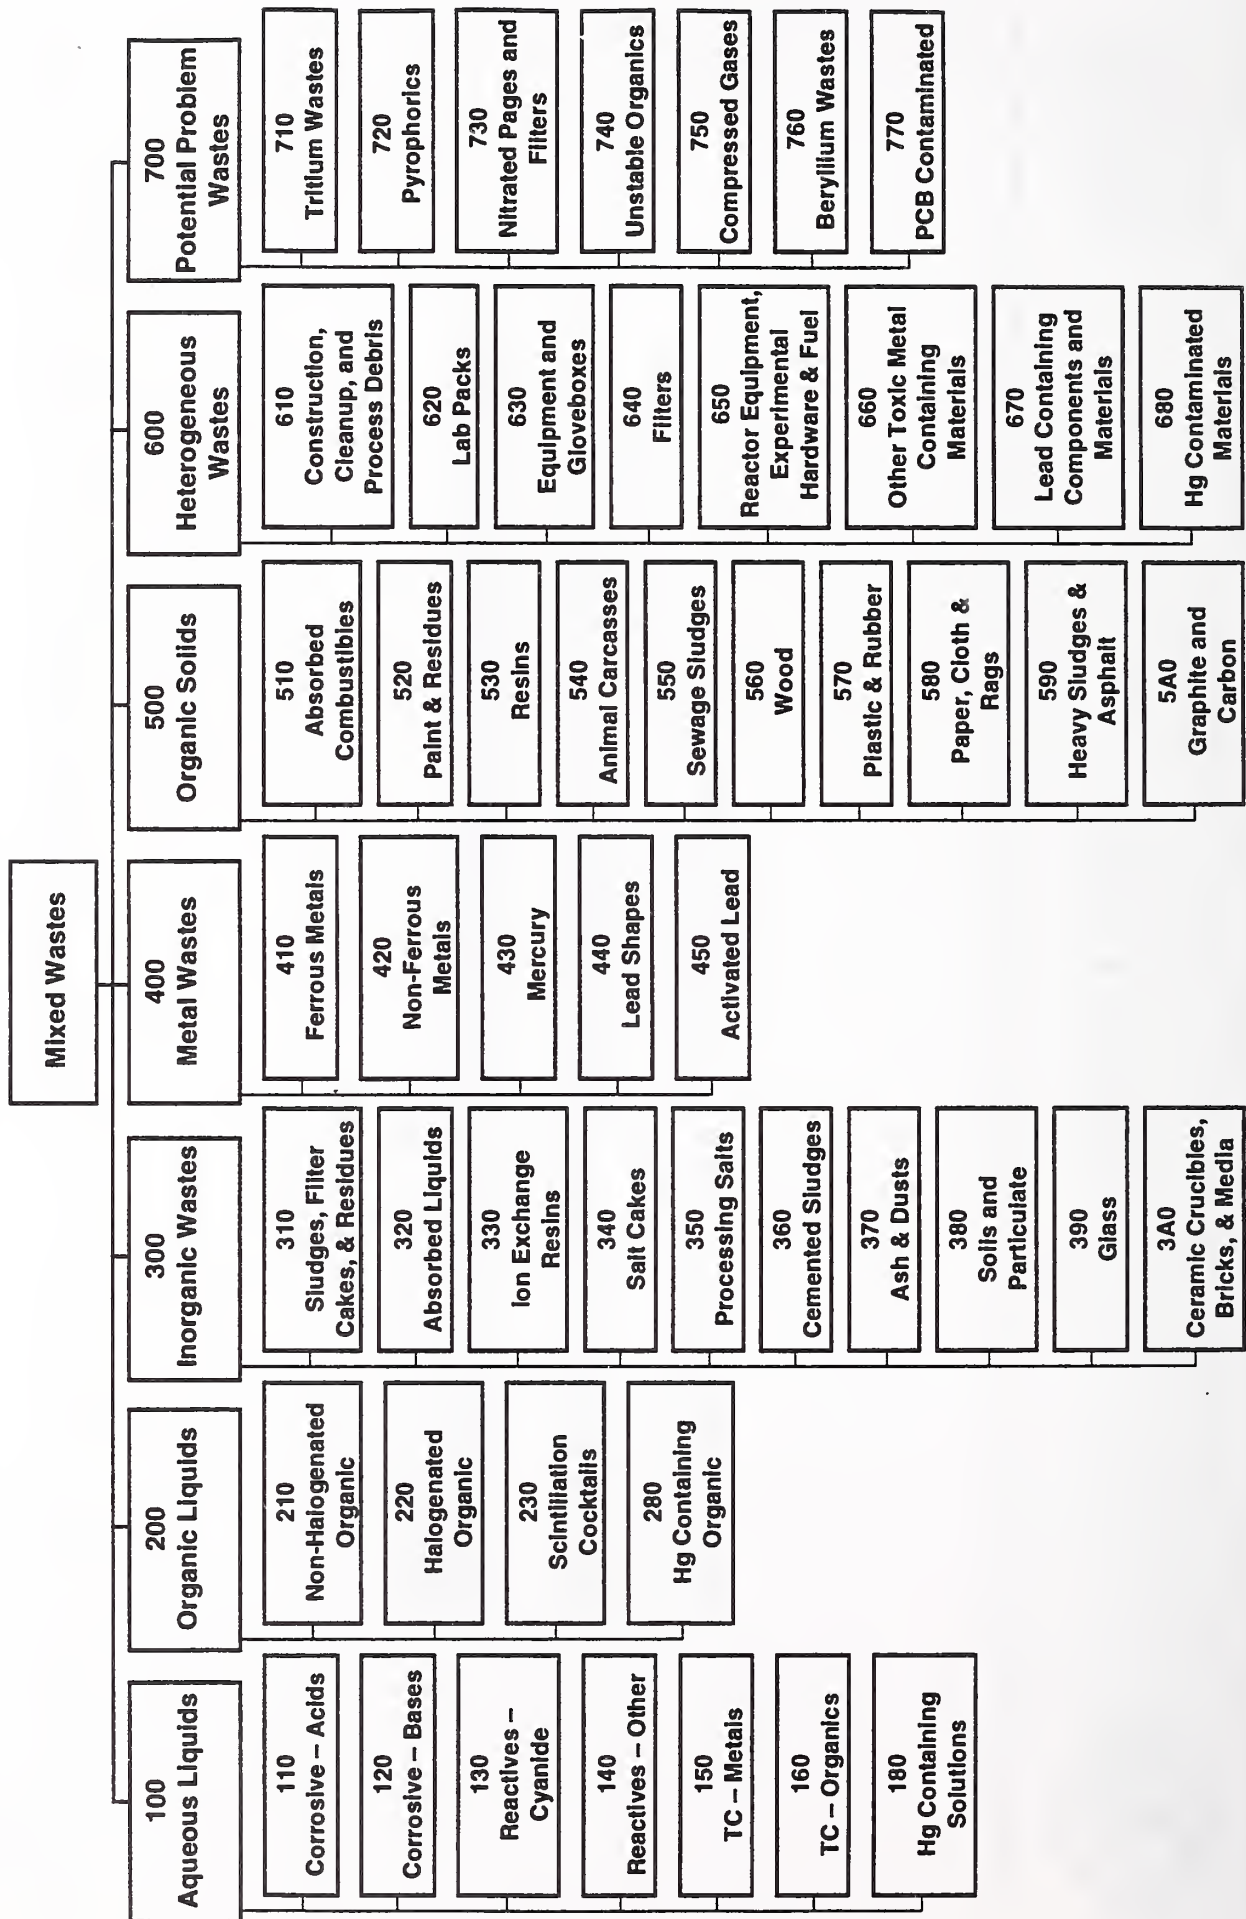 Mixed Wastes
100
Aqueous Liquids
110
Corrosive – Acids
120
Corrosive – Bases
130
Reactives –
Cyanide
140
Reactives – Other
150
TC – Metals
160
TC – Organics
180
Hg Containing
Solutions
200
Organic Liquids
210
Non-Halogenated
Organic
220
Halogenated
Organic
230
Scintillation
Cocktails
280
Hg Containing
Organic
300
Inorganic Wastes
310
Sludges, Filter
Cakes, & Residues
320
Absorbed Liquids
330
Ion Exchange
Resins
340
Salt Cakes
350
Processing Salts
360
Cemented Sludges
370
Ash & Dusts
380
Soils and
Particulate
390
Glass
3A0
Ceramic Crucibles,
Bricks, & Media
400
Metal Wastes
410
Ferrous Metals
420
Non-Ferrous
Metals
430
Mercury
440
Lead Shapes
450
Activated Lead
500
Organic Solids
510
Absorbed
Combustibles
520
Paint & Residues
530
Resins
540
Animal Carcasses
550
Sewage Sludges
560
Wood
570
Plastic & Rubber
580
Paper, Cloth &
Rags
590
Heavy Sludges &
Asphalt
5A0
Graphite and
Carbon
600
Heterogeneous
Wastes
610
Construction,
Cleanup, and
Process Debris
620
Lab Packs
630
Equipment and
Gloveboxes
640
Filters
650
Reactor Equipment,
Experimental
Hardware & Fuel
660
Other Toxic Metal
Containing
Materials
670
Lead Containing
Components and
Materials
680
Hg Contaminated
Materials
700
Potential Problem
Wastes
710
Tritium Wastes
720
Pyrophorics
730
Nitrated Pages and
Filters
740
Unstable Organics
750
Compressed Gases
760
Beryllium Wastes
770
PCB Contaminated